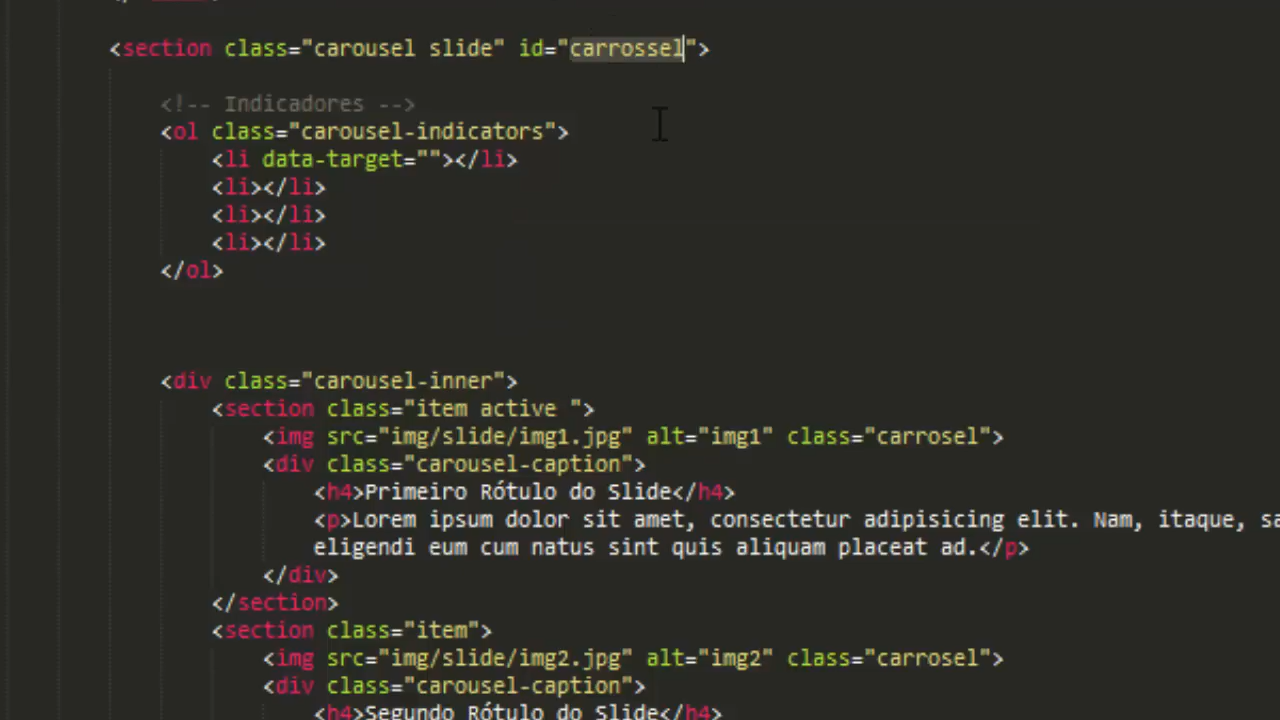 <section class="carousel slide" id="carrossel">
<!-- Indicadores -->
<ol class="carousel-indicators">
<li data-target=""></li>
<li></li>
<li></li>
<li></li>
</ol>
<div class="carousel-inner">
<section class="item active ">
<img src="img/slide/img1.jpg" alt="img1" class="carrosel">
<div class="carousel-caption">
<h4>Primeiro Rótulo do Slide</h4>
<p>Lorem ipsum dolor sit amet, consectetur adipisicing elit. Nam, itaque,
eligendi eum cum natus sint quis aliquam placeat ad.</p>
</div>
</section>
<section class="item">
<img src="img/slide/img2.jpg" alt="img2" class="carrosel">
<div class="carousel-caption">
<h4>Segundo Rótulo do Slide</h4>